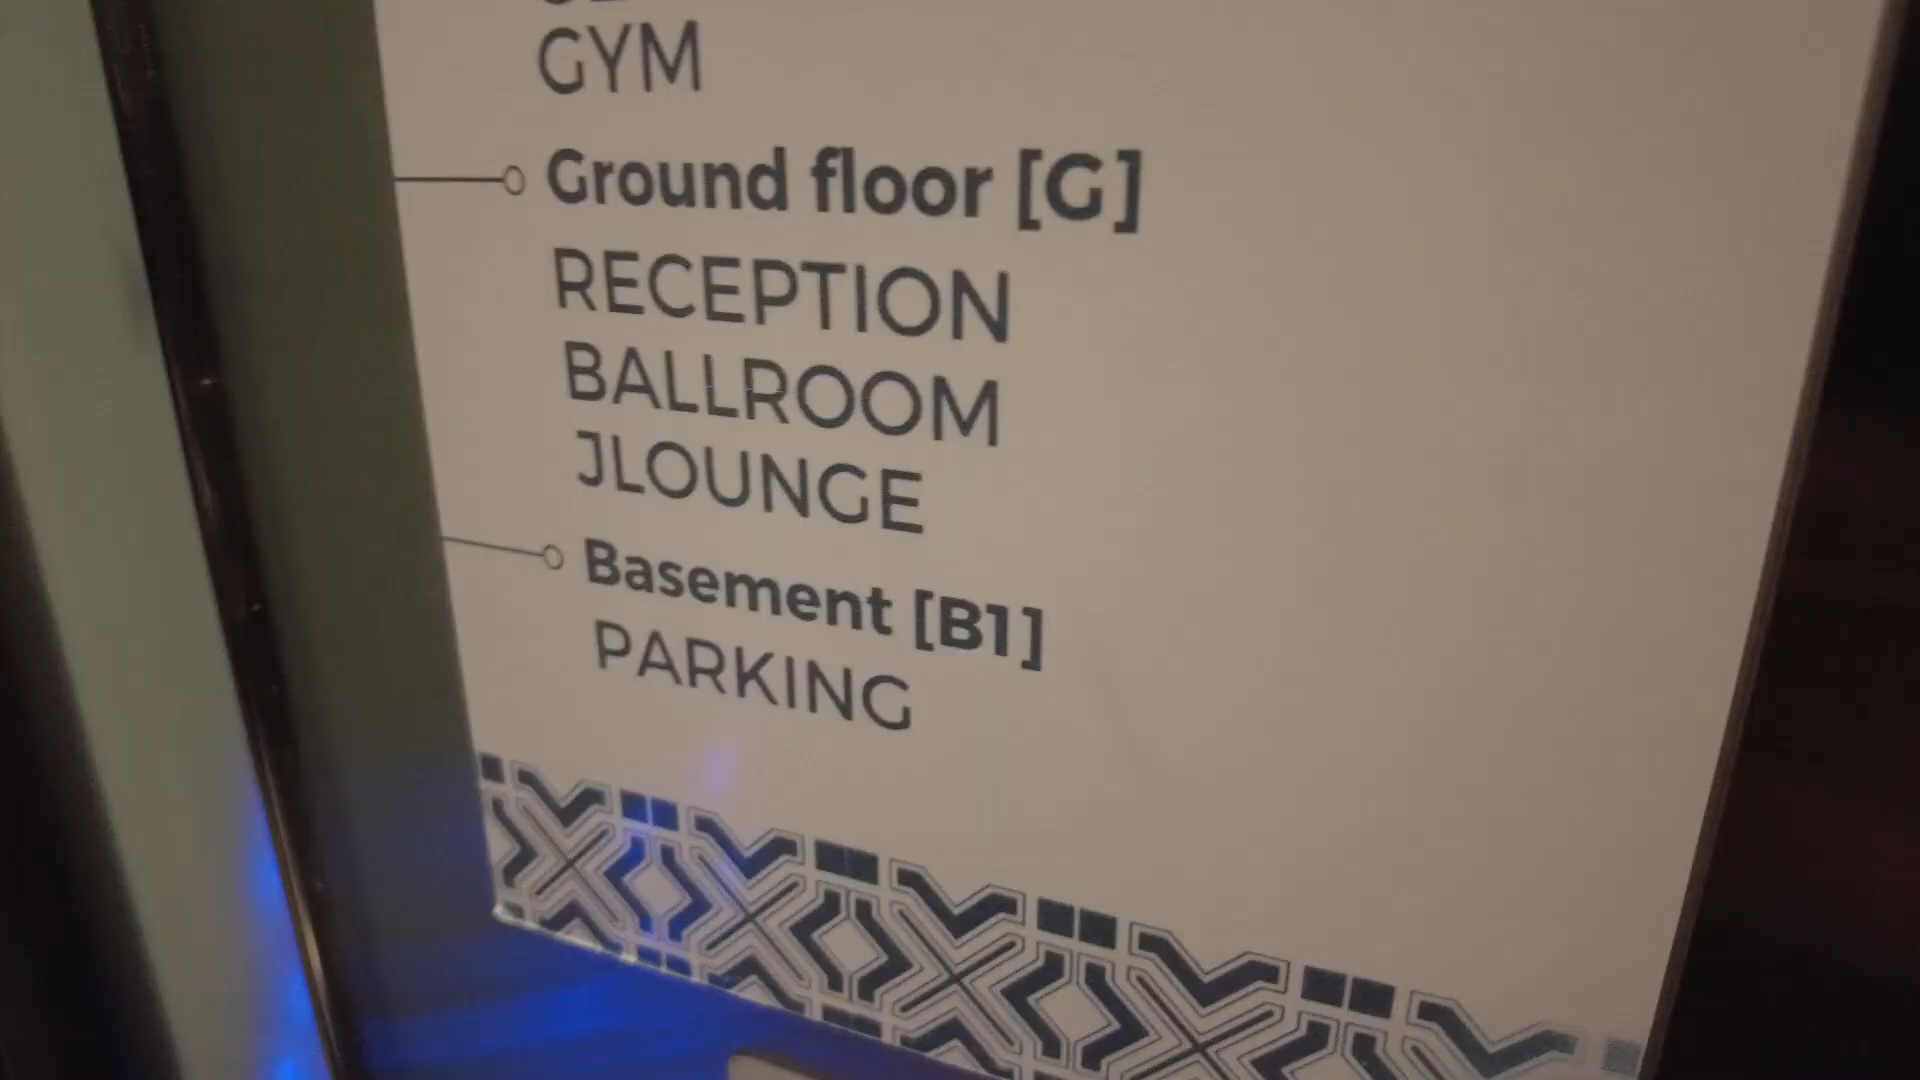 GYM
Ground floor [G]
RECEPTION
BALLROOM
JLOUNGE
Basement [B1]
PARKING